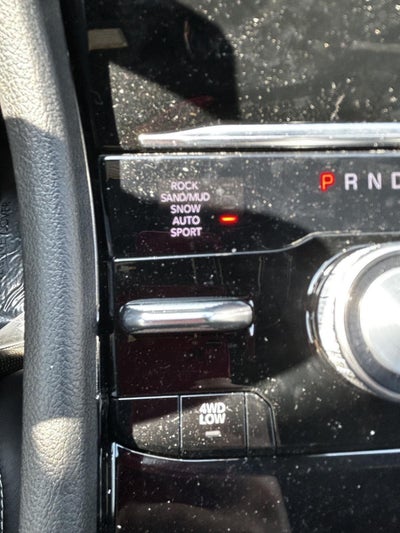 ROCK
SAND/MUD
SNOW
AUTO
SPORT
P R N D
4WD
LOW